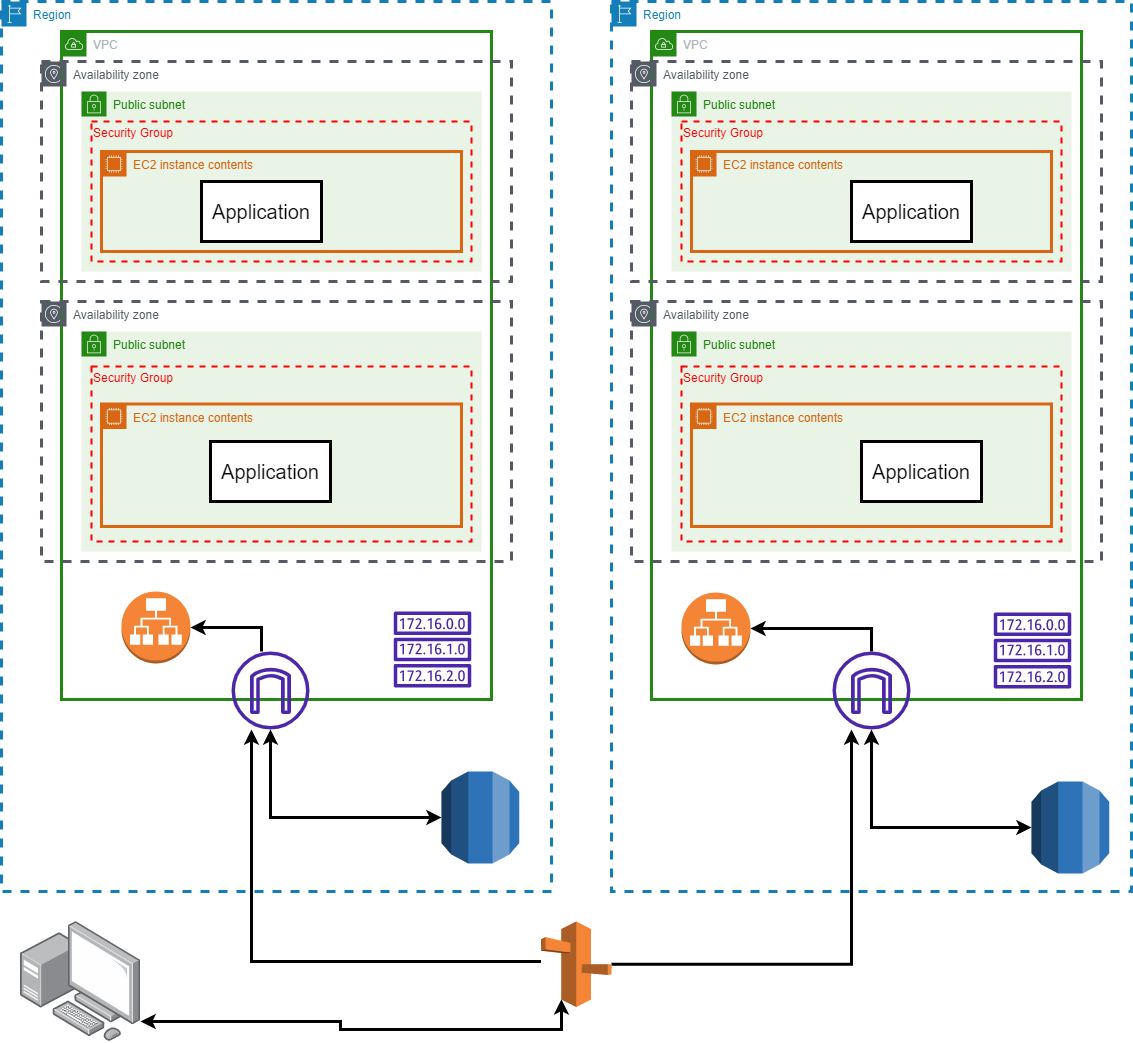 Region
VPC
Availability zone
Public subnet
Security Group
EC2 instance contents
Application
Availability zone
Public subnet
Security Group
EC2 instance contents
Application
172.16.0.0
172.16.1.0
172.16.2.0
Region
VPC
Availability zone
Public subnet
Security Group
EC2 instance contents
Application
Availability zone
Public subnet
Security Group
EC2 instance contents
Application
172.16.0.0
172.16.1.0
172.16.2.0